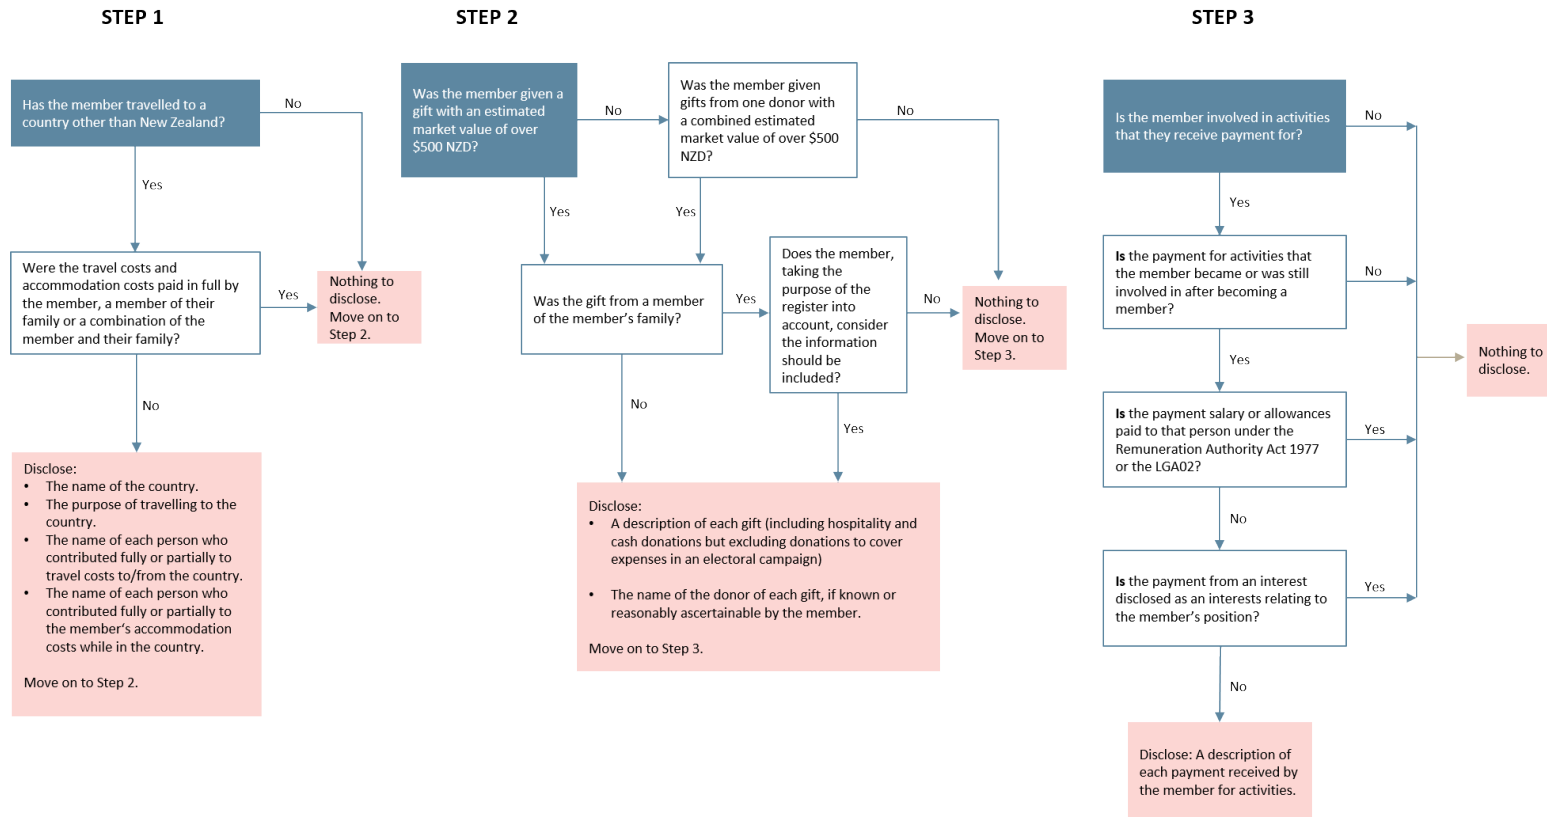 STEP 1
Has the member travelled to a
country other than New Zealand?
No
Yes
Were the travel costs and
accommodation costs paid in full by
the member, a member of their
family or a combination of the
member and their family?
Yes
Nothing to
disclose.
Move on to
Step 2.
No
Disclose:
• The name of the country.
• The purpose of travelling to the
country.
• The name of each person who
contributed fully or partially to
travel costs to/from the country.
• The name of each person who
contributed fully or partially to
the member‘s accommodation
costs while in the country.
Move on to Step 2.
STEP 2
Was the member given a
gift with an estimated
market value of over
$500 NZD?
No
Was the member given
gifts from one donor with
a combined estimated
market value of over $500
NZD?
No
Yes
Yes
Was the gift from a member
of the member’s family?
Yes
Does the member,
taking the
purpose of the
register into
account, consider
the information
should be
included?
No
Nothing to
disclose.
Move on to
Step 3.
No
Yes
Disclose:
• A description of each gift (including hospitality and
cash donations but excluding donations to cover
expenses in an electoral campaign)
• The name of the donor of each gift, if known or
reasonably ascertainable by the member.
Move on to Step 3.
STEP 3
Is the member involved in activities
that they receive payment for?
No
Yes
Is the payment for activities that
the member became or was still
involved in after becoming a
member?
No
Yes
Is the payment salary or allowances
paid to that person under the
Remuneration Authority Act 1977
or the LGA02?
Yes
No
Is the payment from an interest
disclosed as an interests relating to
the member’s position?
Yes
Nothing to
disclose.
No
Disclose: A description of
each payment received by
the member for activities.